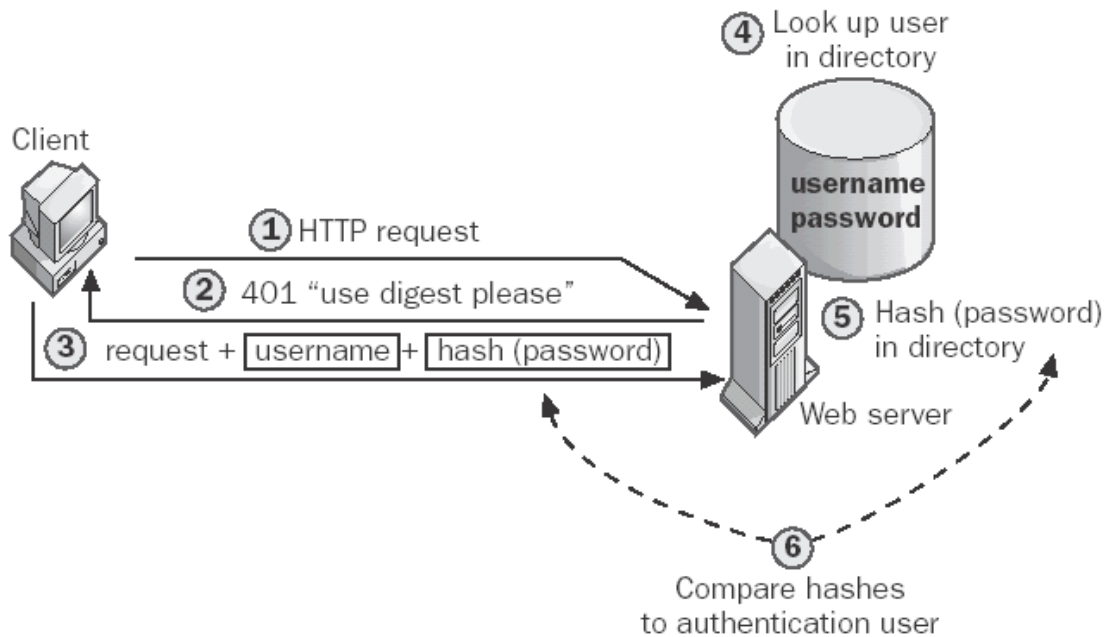 4 Look up user
in directory
Client
username
password
1 HTTP request
2 401 “use digest please”
5 Hash (password)
in directory
3 request + username + hash (password)
Web server
6
Compare hashes
to authentication user